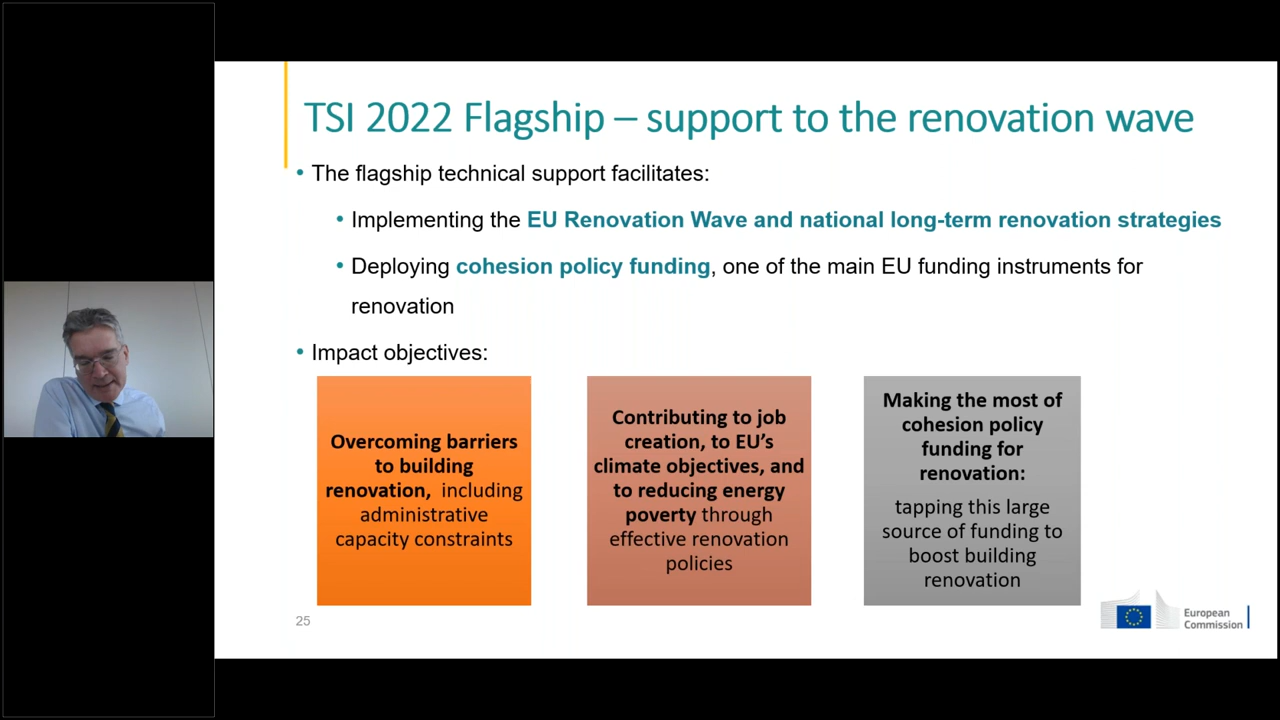 TSI 2022 Flagship – support to the renovation wave
• The flagship technical support facilitates:
• Implementing the EU Renovation Wave and national long-term renovation strategies
• Deploying cohesion policy funding, one of the main EU funding instruments for
renovation
• Impact objectives:
Overcoming barriers
to building
renovation, including
administrative
capacity constraints
Contributing to job
creation, to EU's
climate objectives, and
to reducing energy
poverty through
effective renovation
policies
Making the most of
cohesion policy
funding for
renovation:
tapping this large
source of funding to
boost building
renovation
25
European
Commission